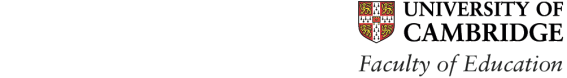 UNIVERSITY OF
CAMBRIDGE
Faculty of Education